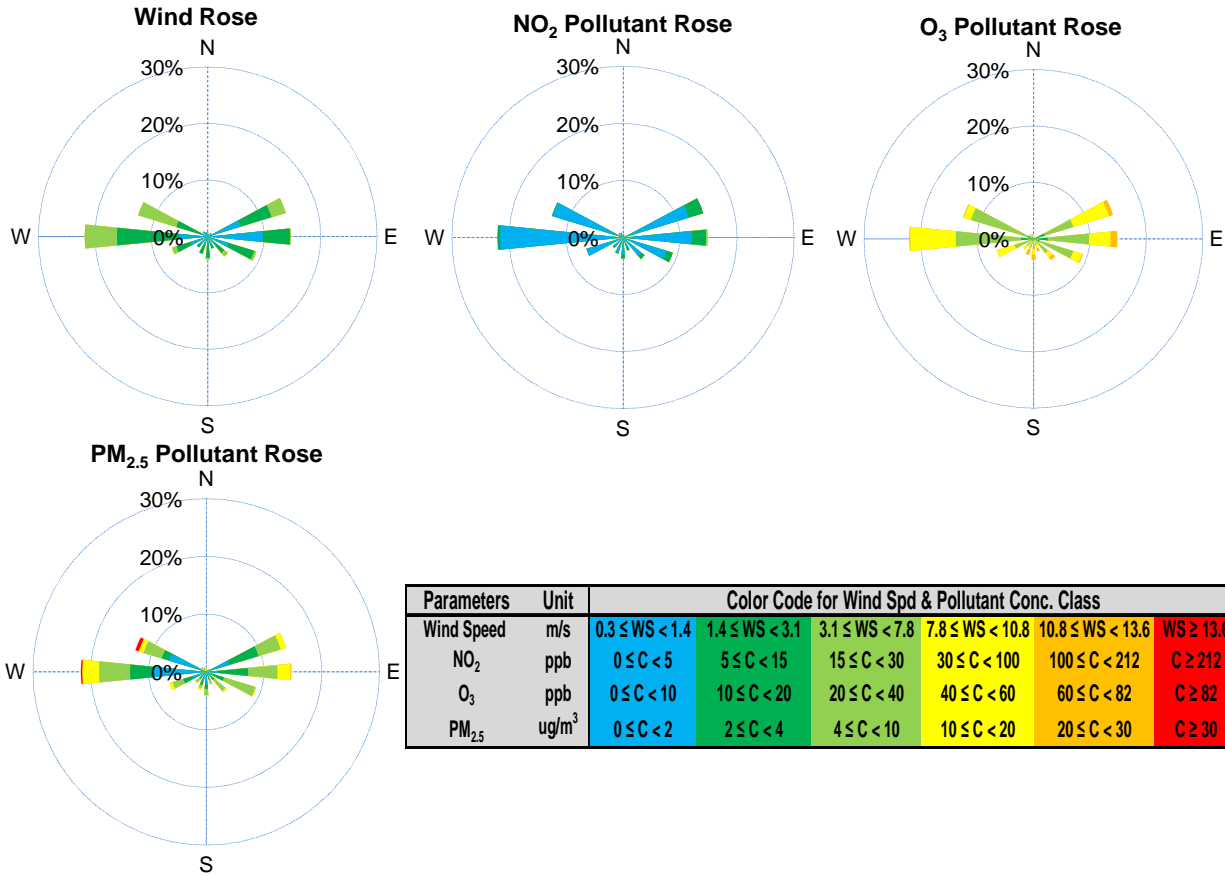 Wind Rose
N
30%
20%
10%
0%
W
E
S
NO2 Pollutant Rose
N
30%
20%
10%
0%
W
E
S
O3 Pollutant Rose
N
30%
20%
10%
0%
W
E
S
PM2.5 Pollutant Rose
N
30%
20%
10%
0%
W
E
S
Parameters Unit Color Code for Wind Spd & Pollutant Conc. Class
Wind Speed m/s 0.3 ≤ WS < 1.4 1.4 ≤ WS < 3.1 3.1 ≤ WS < 7.8 7.8 ≤ WS < 10.8 10.8 ≤ WS < 13.6 WS ≥ 13.6
NO2 ppb 0 ≤ C < 5 5 ≤ C < 15 15 ≤ C < 30 30 ≤ C < 100 100 ≤ C < 212 C ≥ 212
O3 ppb 0 ≤ C < 10 10 ≤ C < 20 20 ≤ C < 40 40 ≤ C < 60 60 ≤ C < 82 C ≥ 82
PM2.5 ug/m3 0 ≤ C < 2 2 ≤ C < 4 4 ≤ C < 10 10 ≤ C < 20 20 ≤ C < 30 C ≥ 30